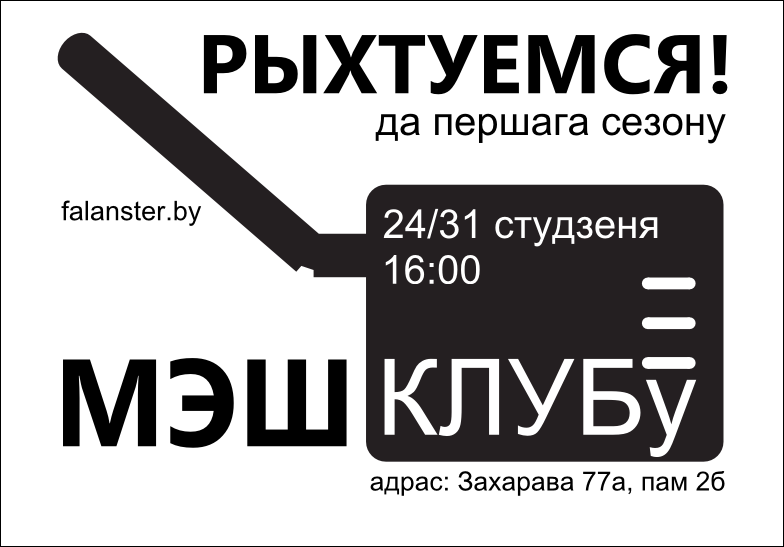 РЫХТУЕМСЯ!
да першага сезону
falanster.by
24/31 студзеня
16:00
МЭШ КЛУБу
адрас: Захарава 77а, пам 2б